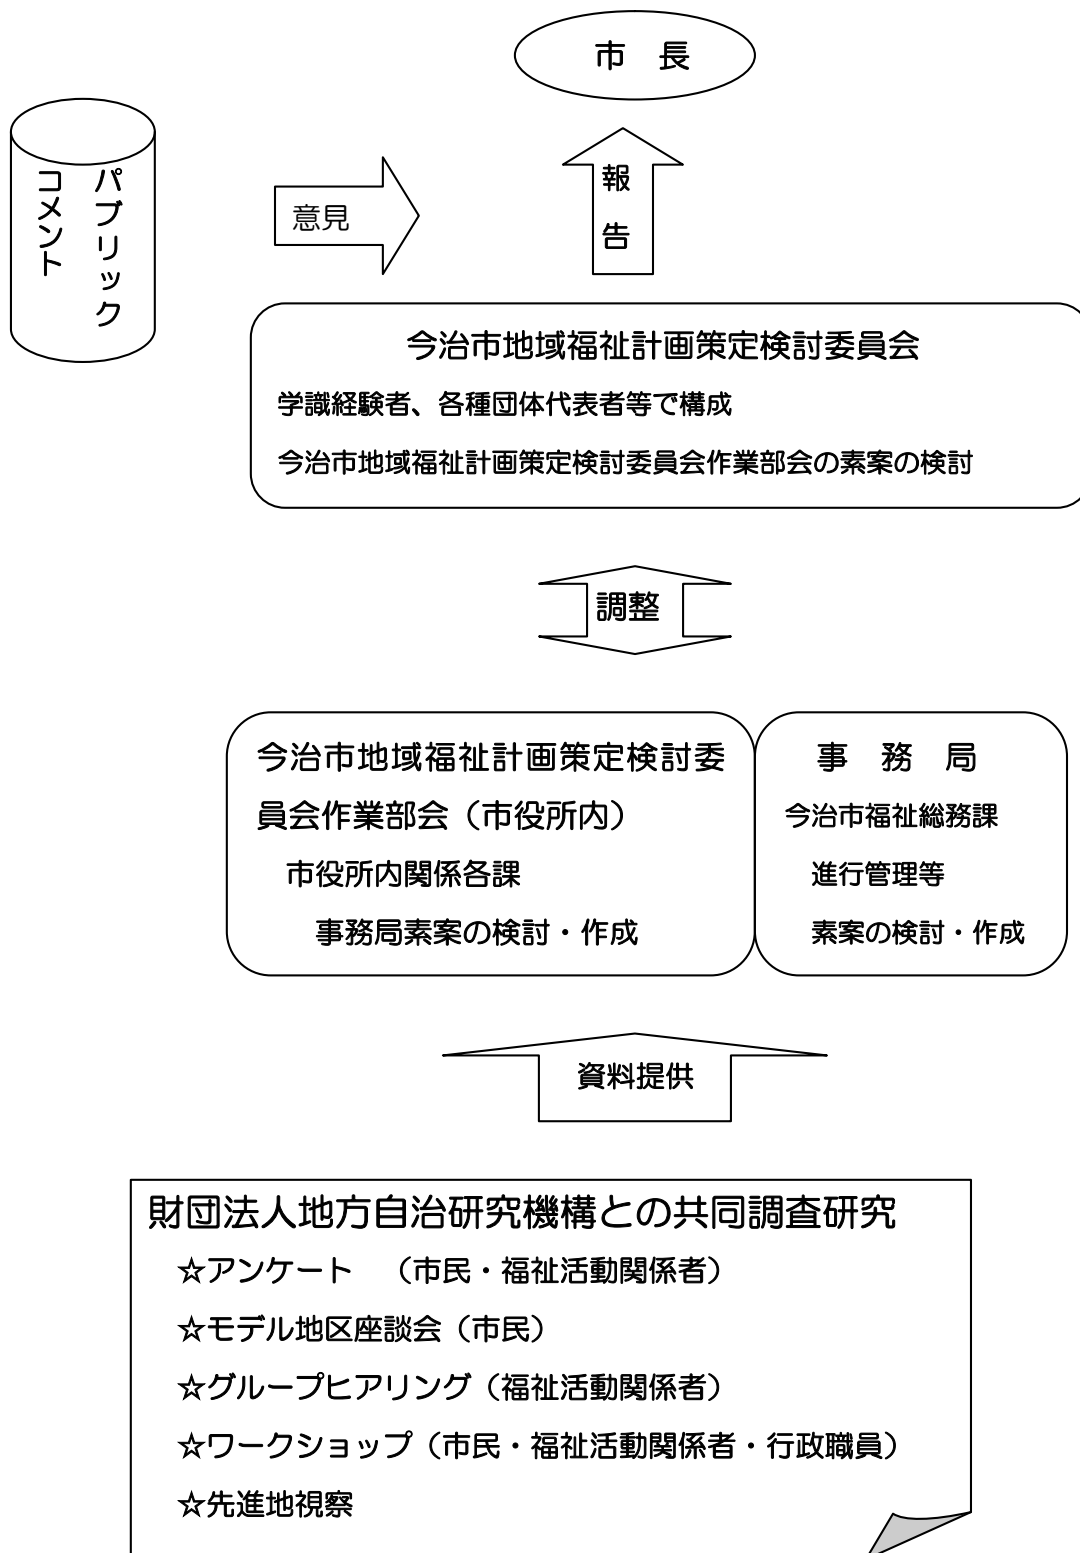 市　長
パブリック
コメント
意見
報
告
今治市地域福祉計画策定検討委員会
学識経験者、各種団体代表者等で構成
今治市地域福祉計画策定検討委員会作業部会の素案の検討
調整
今治市地域福祉計画策定検討委
員会作業部会（市役所内）
市役所内関係各課
事務局素案の検討・作成
事　務　局
今治市福祉総務課
進行管理等
素案の検討・作成
資料提供
財団法人地方自治研究機構との共同調査研究
☆アンケート　（市民・福祉活動関係者）
☆モデル地区座談会（市民）
☆グループヒアリング（福祉活動関係者）
☆ワークショップ（市民・福祉活動関係者・行政職員）
☆先進地視察